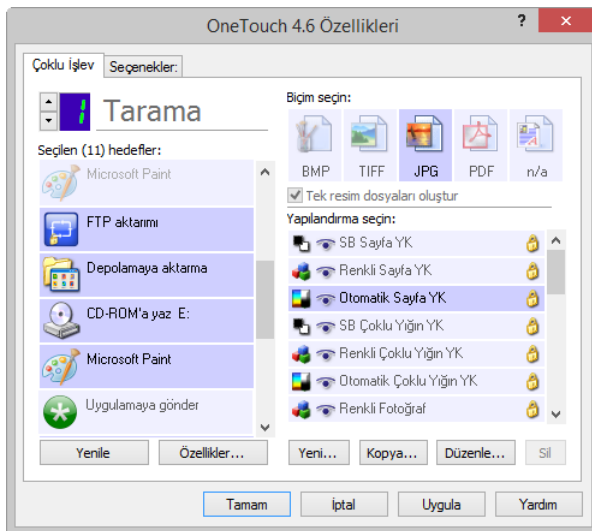 OneTouch 4.6 Özellikleri
? ×
Çoklu İşlev
Seçenekler:
1 Tarama
Seçilen (11) hedefler:
Microsoft Paint
FTP aktarımı
Depolamaya aktarma
CD-ROM'a yaz E:
Microsoft Paint
Uygulamaya gönder
Yenile
Özellikler...
Biçim seçin:
BMP TIFF JPG PDF n/a
Tek resim dosyaları oluştur
Yapılandırma seçin:
SB Sayfa YK
Renkli Sayfa YK
Otomatik Sayfa YK
SB Çoklu Yığın YK
Renkli Çoklu Yığın YK
Otomatik Çoklu Yığın YK
Renkli Fotoğraf
Yeni... Kopya... Düzenle... Sil
Tamam İptal Uygula Yardım